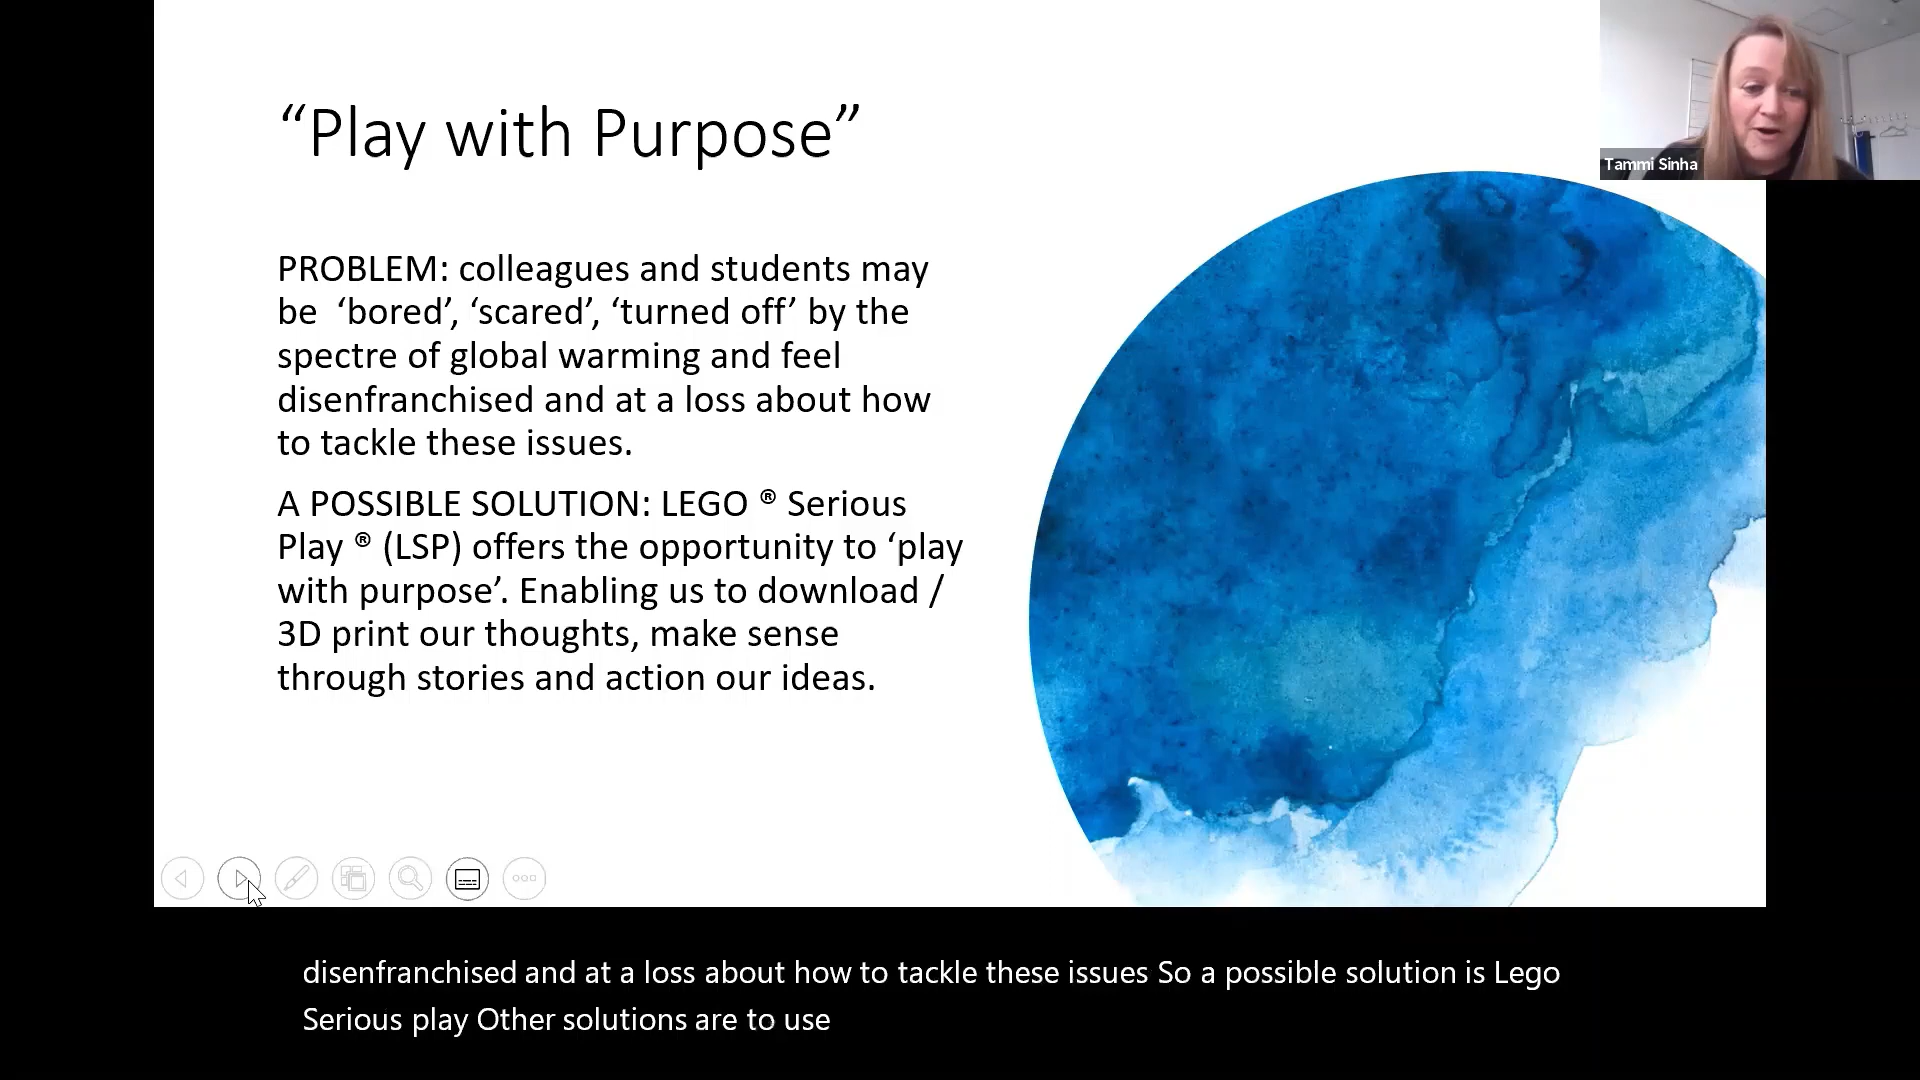 “Play with Purpose”
Tammi Sinha
PROBLEM: colleagues and students may
be ‘bored’, ‘scared’, ‘turned off’ by the
spectre of global warming and feel
disenfranchised and at a loss about how
to tackle these issues.
A POSSIBLE SOLUTION: LEGO ® Serious
Play ® (LSP) offers the opportunity to ‘play
with purpose’. Enabling us to download /
3D print our thoughts, make sense
through stories and action our ideas.
disenfranchised and at a loss about how to tackle these issues So a possible solution is Lego
Serious play Other solutions are to use